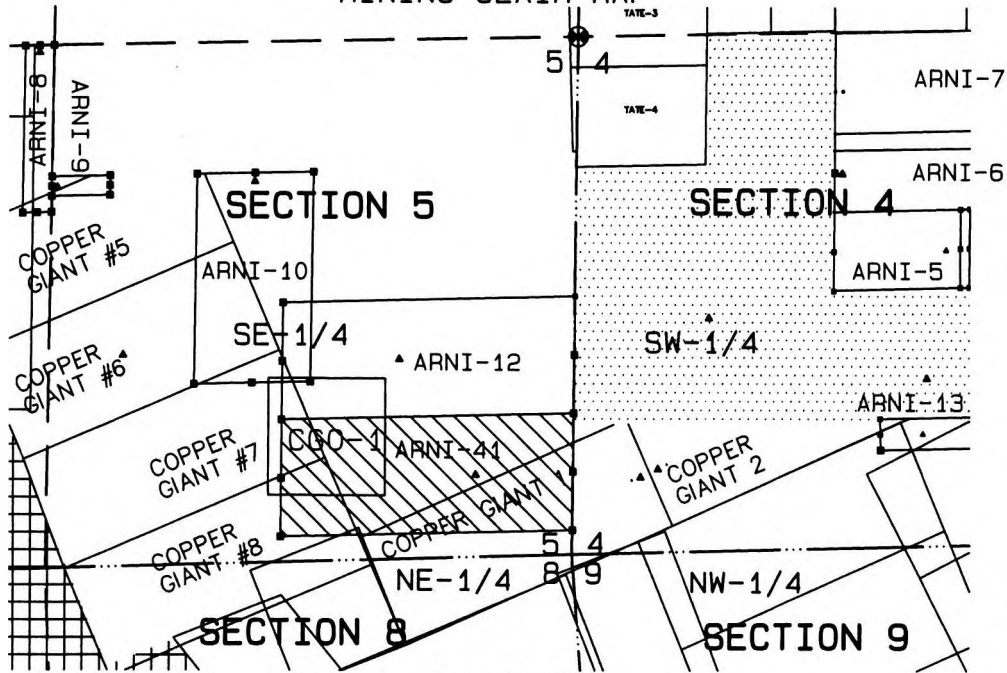 MINING CLAIM MAP
TATE-3
5 4
ARNI-8
ARNI-9
ARNI-7
TATE-4
ARNI-6
SECTION 5
SECTION 4
COPPER
GIANT #5
ARNI-10
ARNI-5
SE-1/4
SW-1/4
ARNI-12
COPPER
GIANT #6
ARNI-13
COPPER
GIANT #7
CGO-1
ARNI-41
COPPER
GIANT 2
COPPER GIANT 1
COPPER
GIANT #8
5 4
8 9
NE-1/4
NW-1/4
SECTION 8
SECTION 9